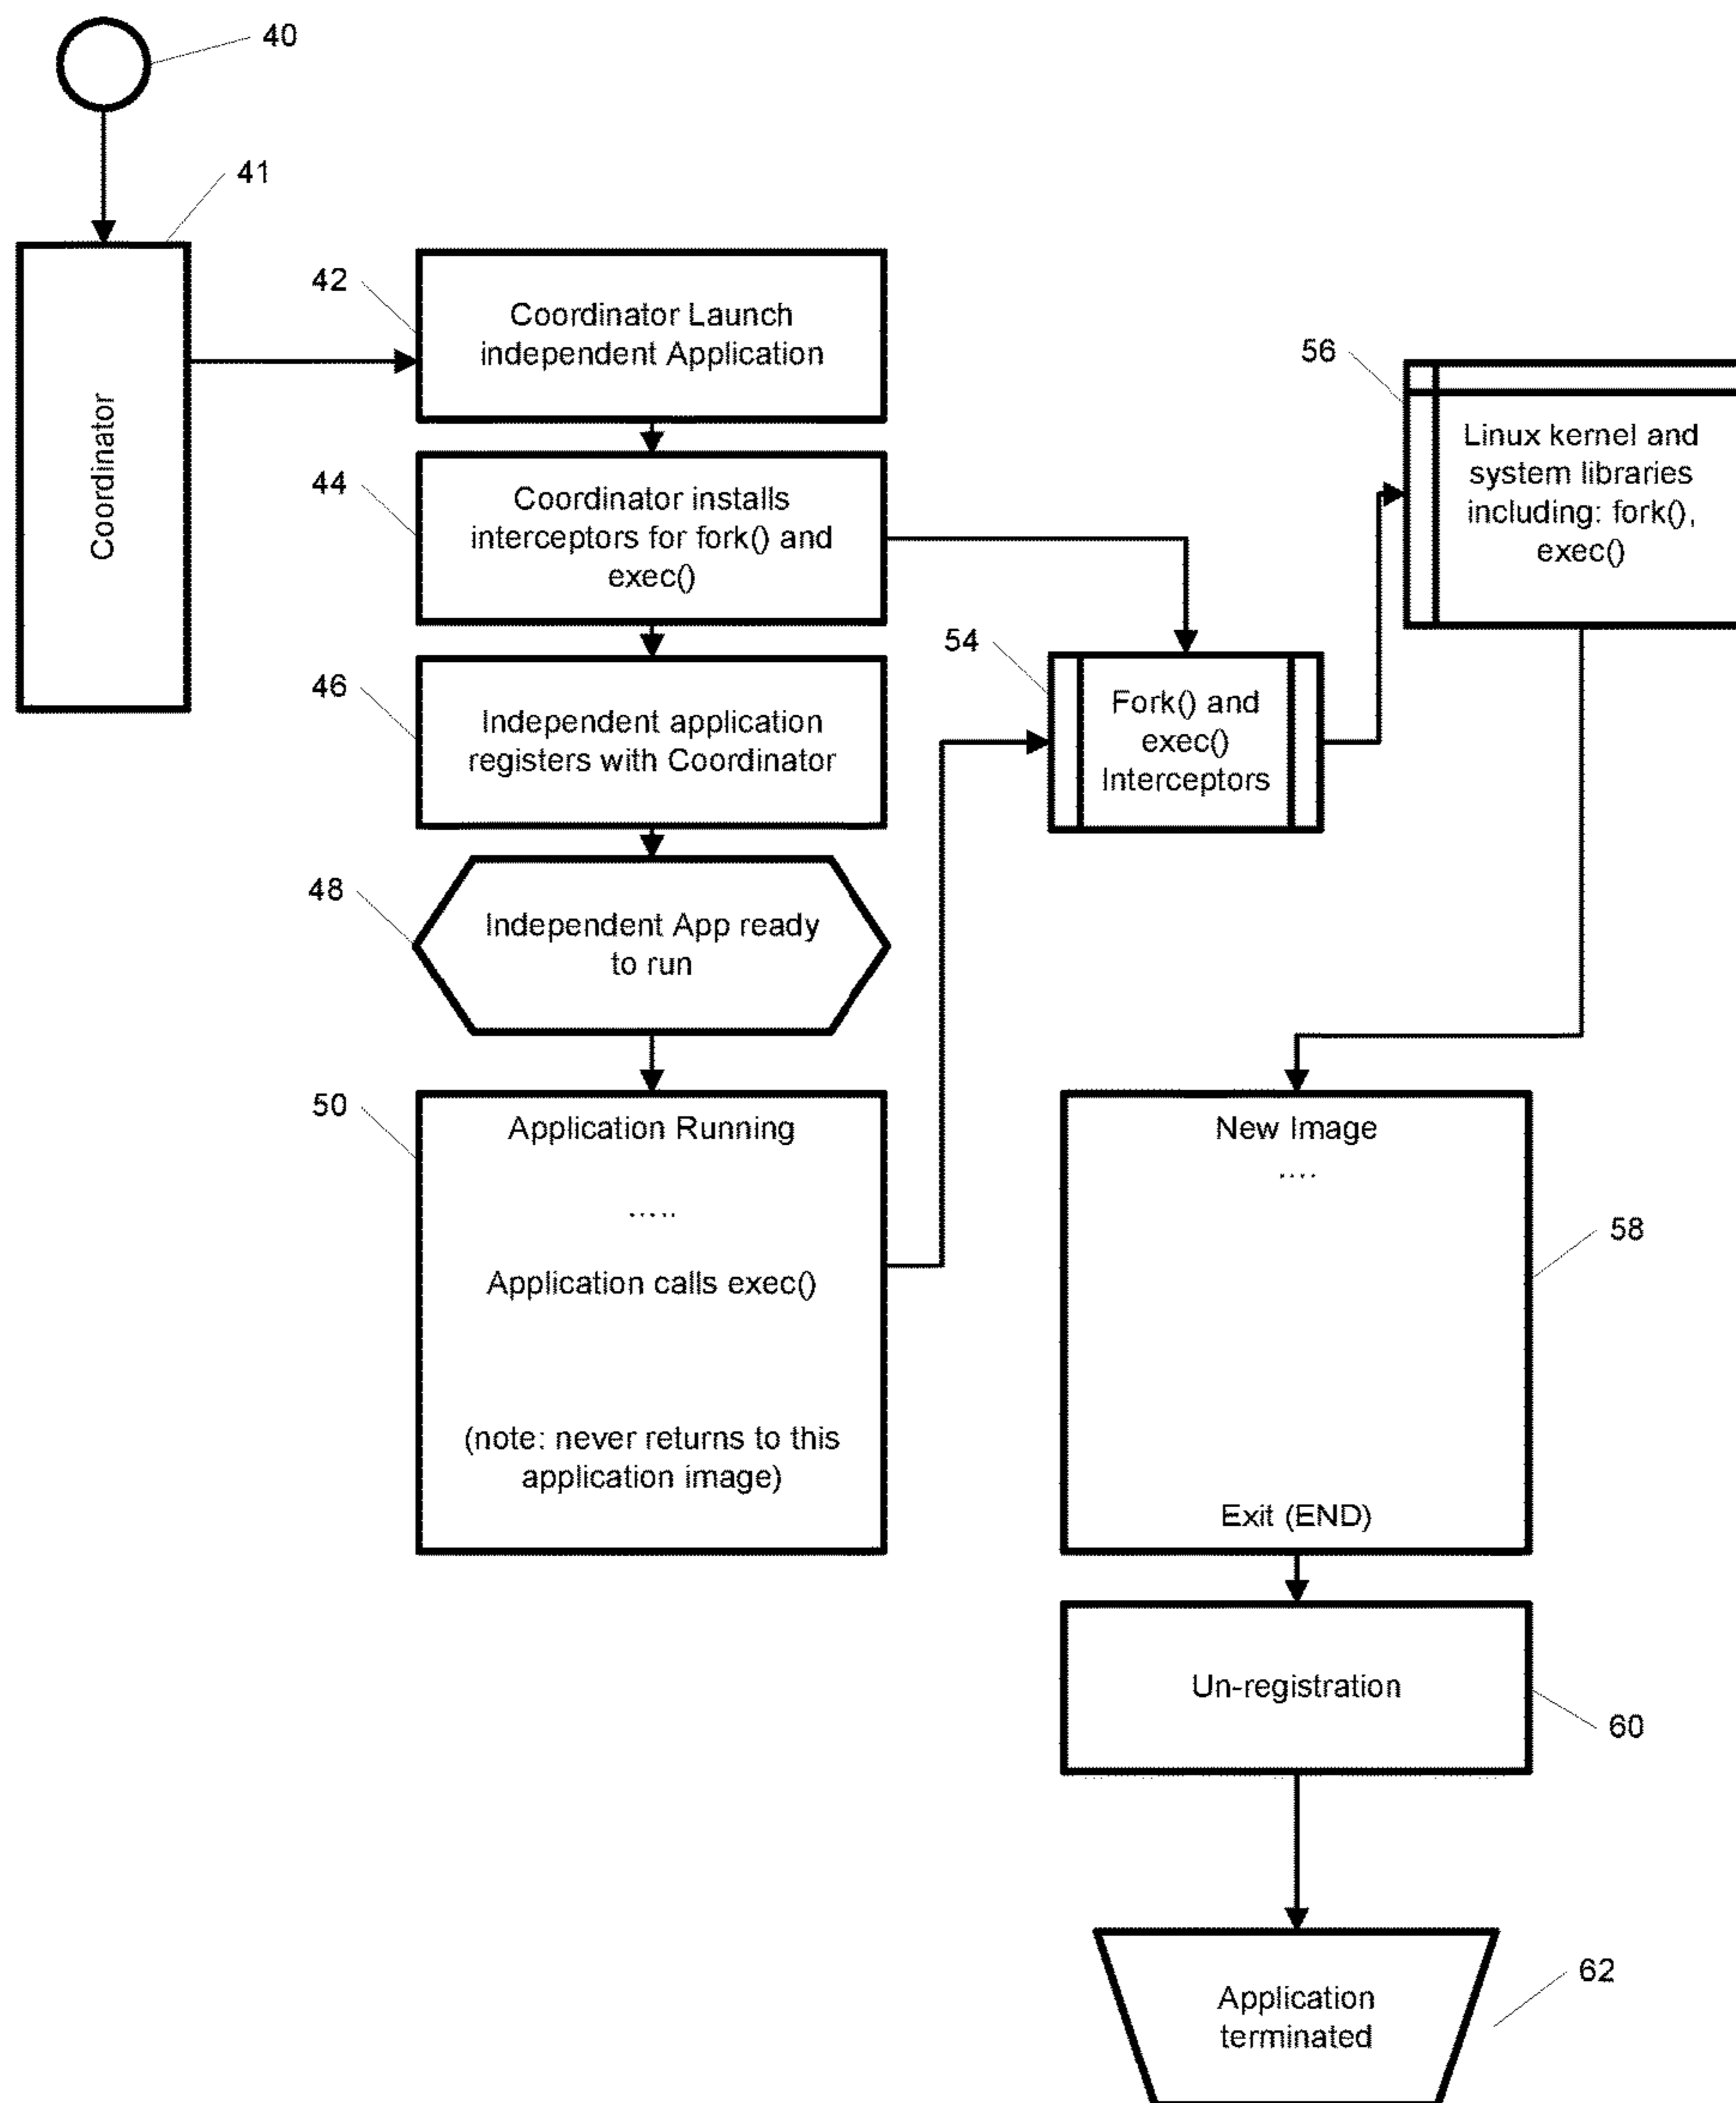 40
41
Coordinator
42
Coordinator Launch
independent Application
44
Coordinator installs
interceptors for fork() and
exec()
46
Independent application
registers with Coordinator
48
Independent App ready
to run
50
Application Running
.....
Application calls exec()
(note: never returns to this
application image)
54
Fork() and
exec()
Interceptors
56
Linux kernel and
system libraries
including: fork(),
exec()
New Image
....
Exit (END)
58
Un-registration
60
Application
terminated
62